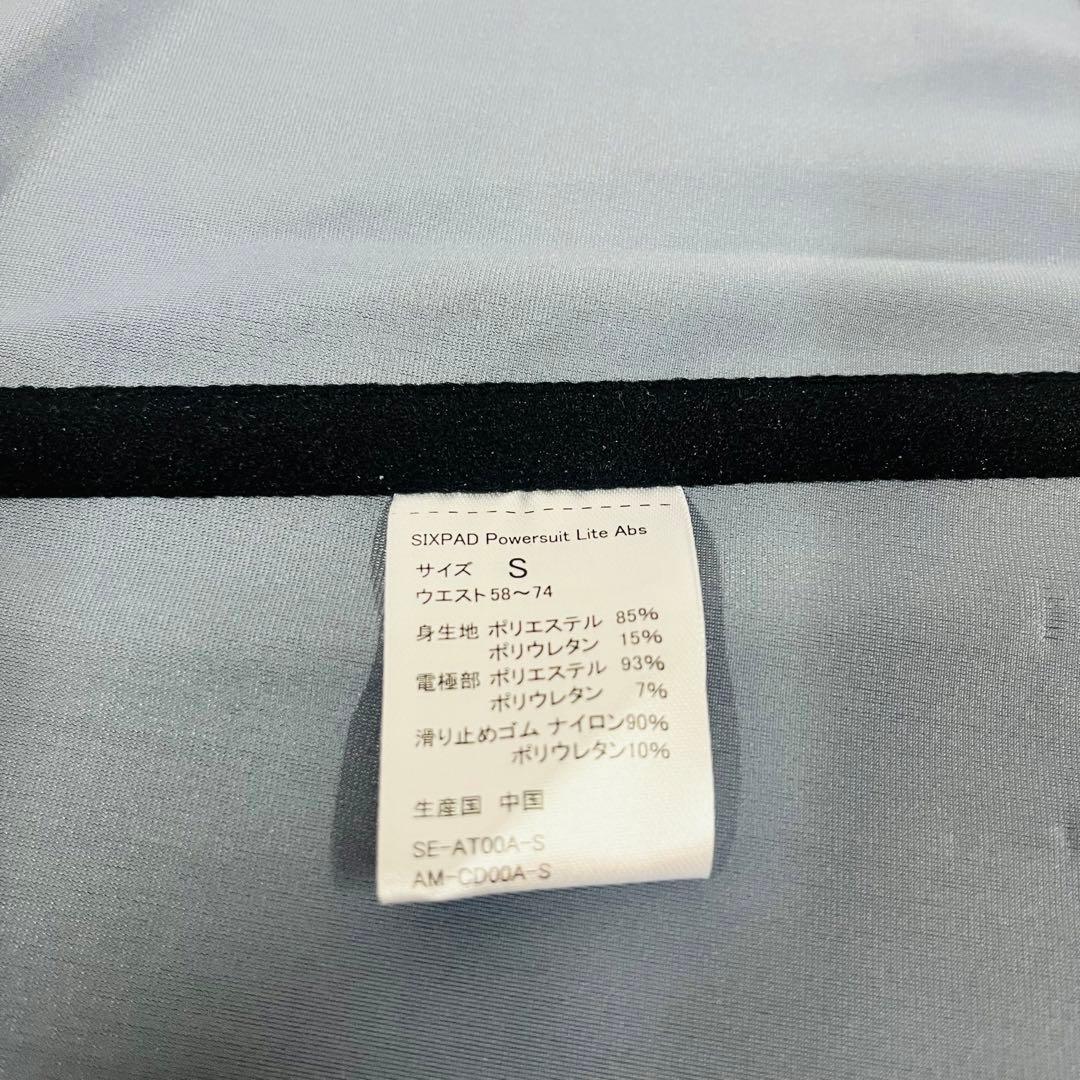 SIXPAD Powersuit Lite Abs
サイズ S
ウエスト58～74
身生地 ポリエステル 85%
ポリウレタン 15%
電極部 ポリエステル 93%
ポリウレタン 7%
滑り止めゴム ナイロン90%
ポリウレタン10%
生産国 中国
SE-AT00A-S
AM-CD00A-S